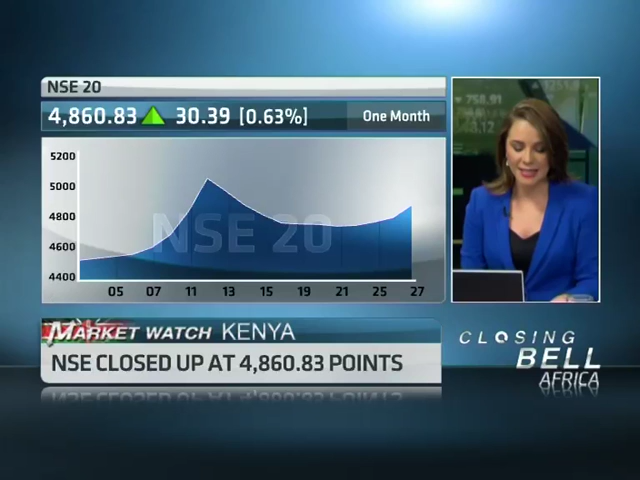 NSE 20
4,860.83 30.39 [0.63%] One Month
758.91
5200
5000
4800
4600
4400
NSE 20
05 07 11 13 15 19 21 25 27
MARKET WATCH KENYA
NSE CLOSED UP AT 4,860.83 POINTS
CLOSING
BELL
AFRICA